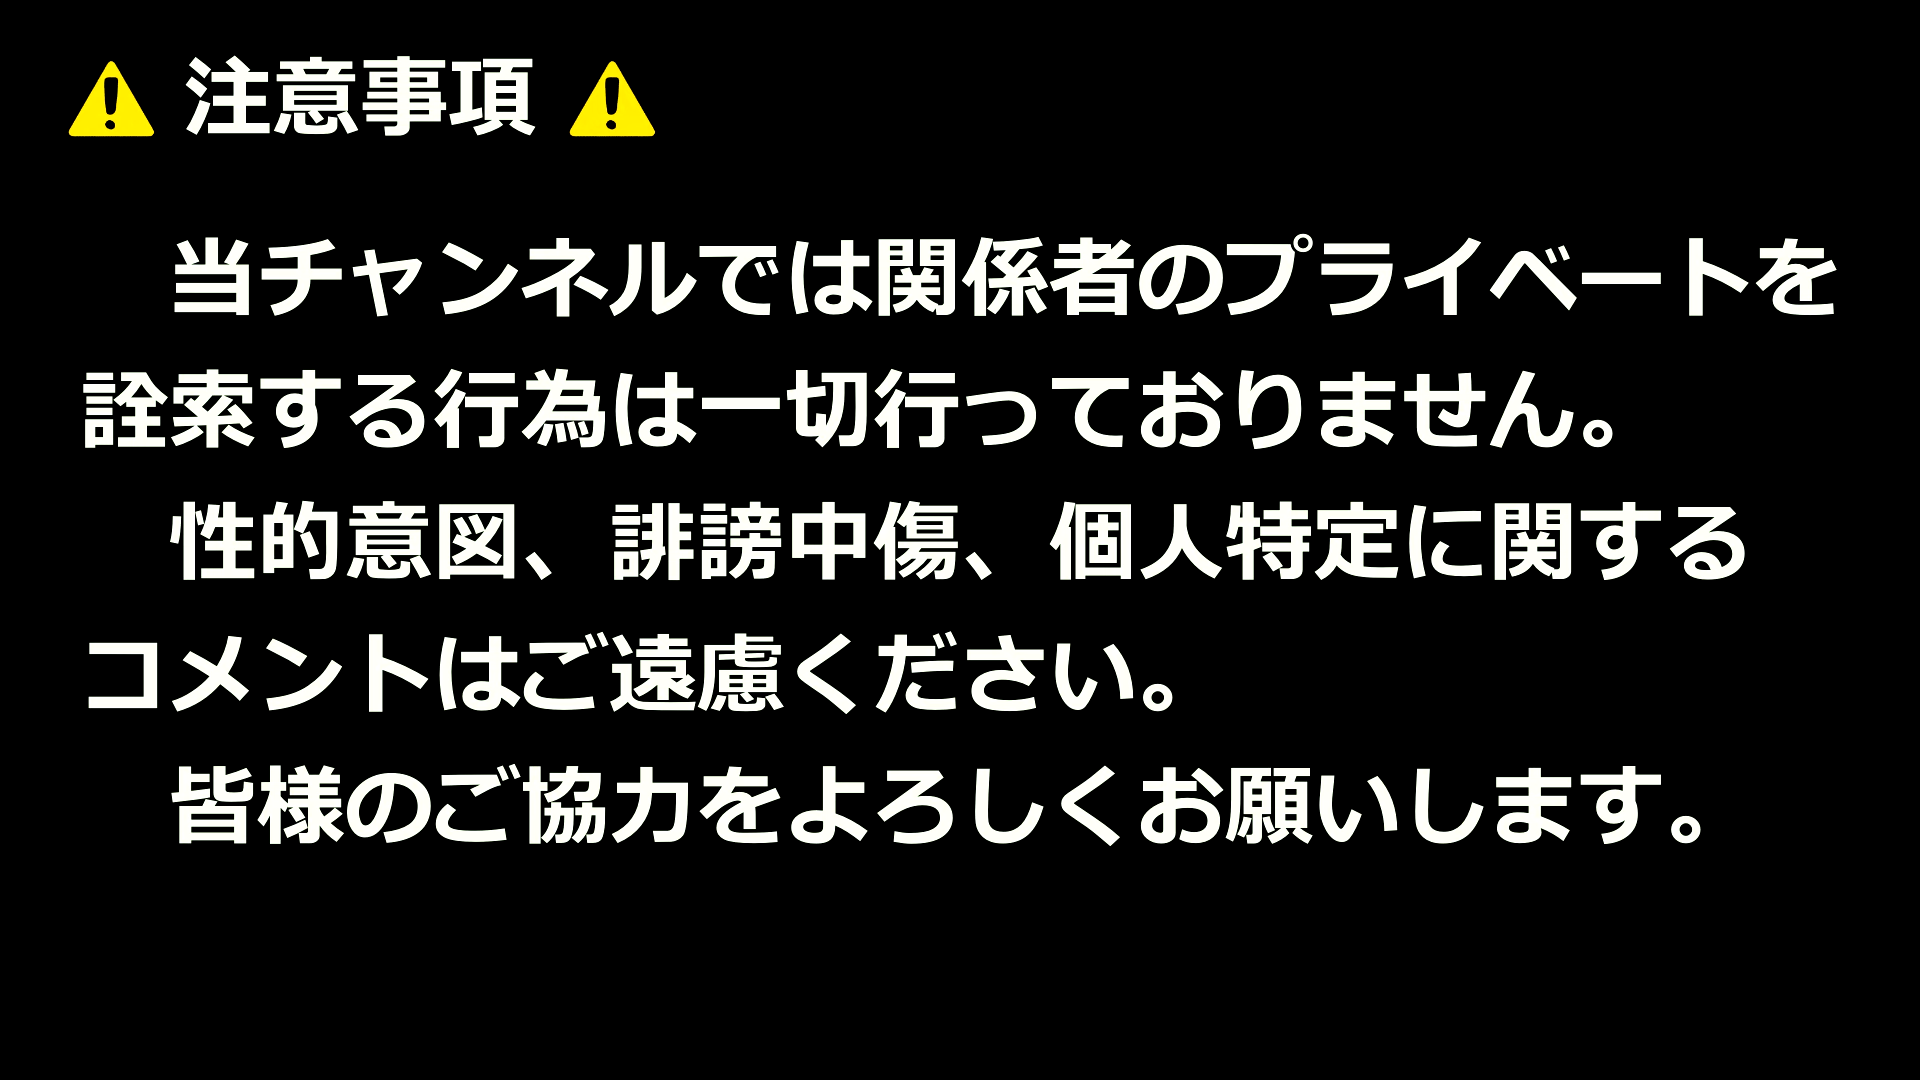 ⚠ 注意事項 ⚠
当チャンネルでは関係者のプライベートを
詮索する行為は一切行っておりません。
性的意図、誹謗中傷、個人特定に関する
コメントはご遠慮ください。
皆様のご協力をよろしくお願いします。